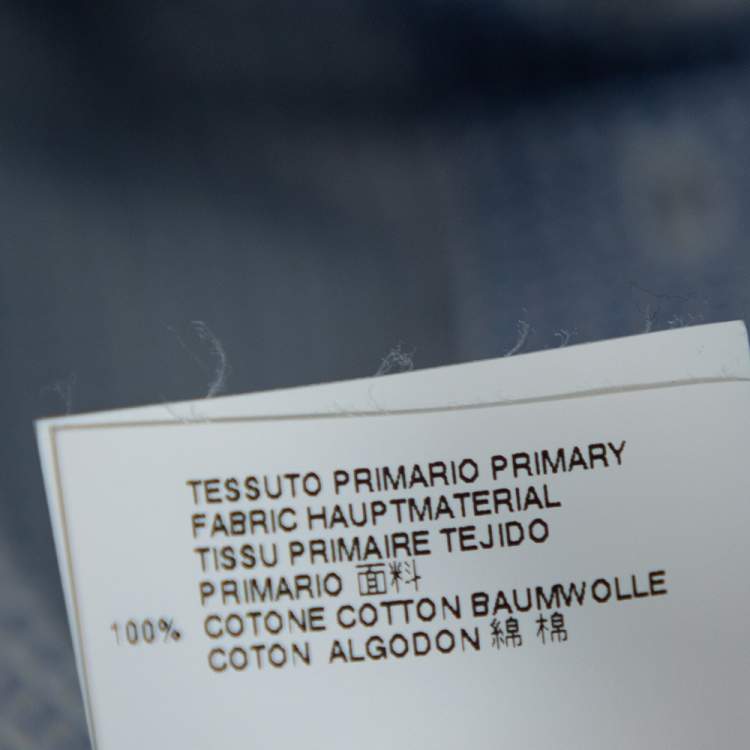 TESSUTO PRIMARIO PRIMARY
FABRIC HAUPTMATERIAL
TISSU PRIMAIRE TEJIDO
PRIMARIO 面料
100% COTONE COTTON BAUMWOLLE
COTON ALGODON 綿 棉